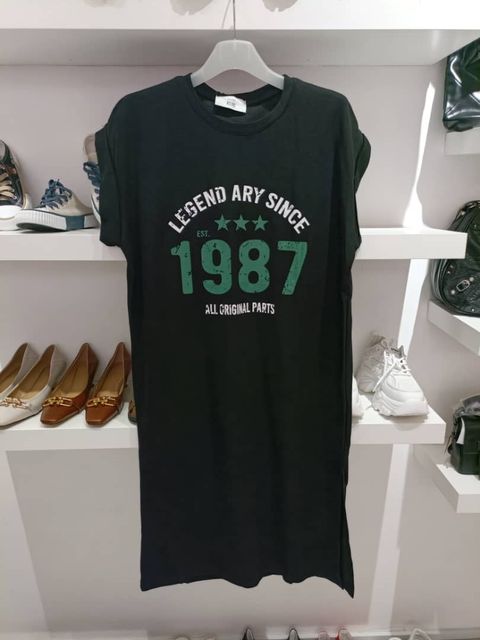 LEGEND ARY SINCE
EST.
1987
ALL ORIGINAL PARTS